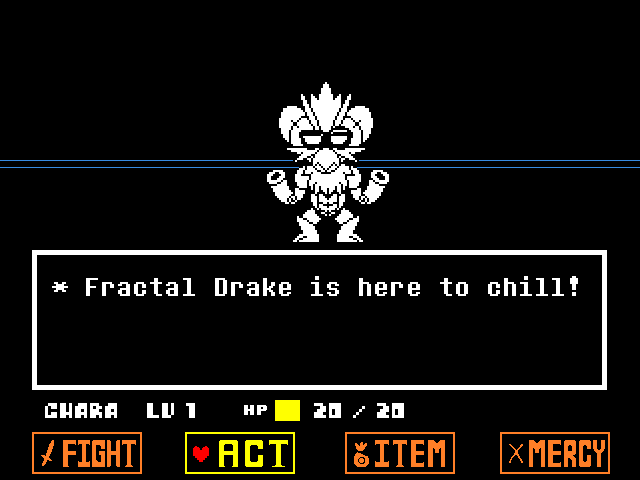 * Fractal Drake is here to chill!
CHARA LV 1 HP 20 / 20
FIGHT ACT ITEM MERCY